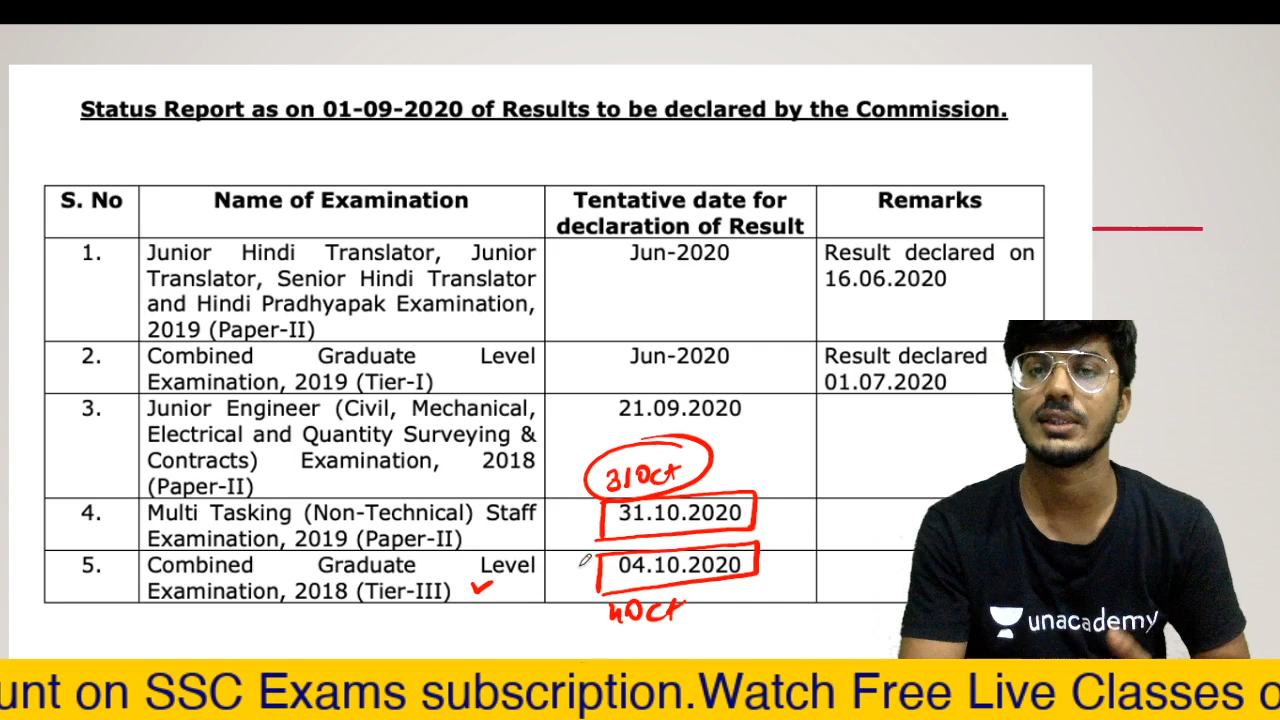 Status Report as on 01-09-2020 of Results to be declared by the Commission.
S. No
Name of Examination
Tentative date for
declaration of Result
Remarks
1.
Junior Hindi Translator, Junior
Translator, Senior Hindi Translator
and Hindi Pradhyapak Examination,
2019 (Paper-II)
Jun-2020
Result declared on
16.06.2020
2.
Combined Graduate Level
Examination, 2019 (Tier-I)
Jun-2020
Result declared
01.07.2020
3.
Junior Engineer (Civil, Mechanical,
Electrical and Quantity Surveying &
Contracts) Examination, 2018
(Paper-II)
21.09.2020
31 Oct
4.
Multi Tasking (Non-Technical) Staff
Examination, 2019 (Paper-II)
31.10.2020
5.
Combined Graduate Level
Examination, 2018 (Tier-III)
04.10.2020
4 Oct
unacademy
unt on SSC Exams subscription.Watch Free Live Classes o